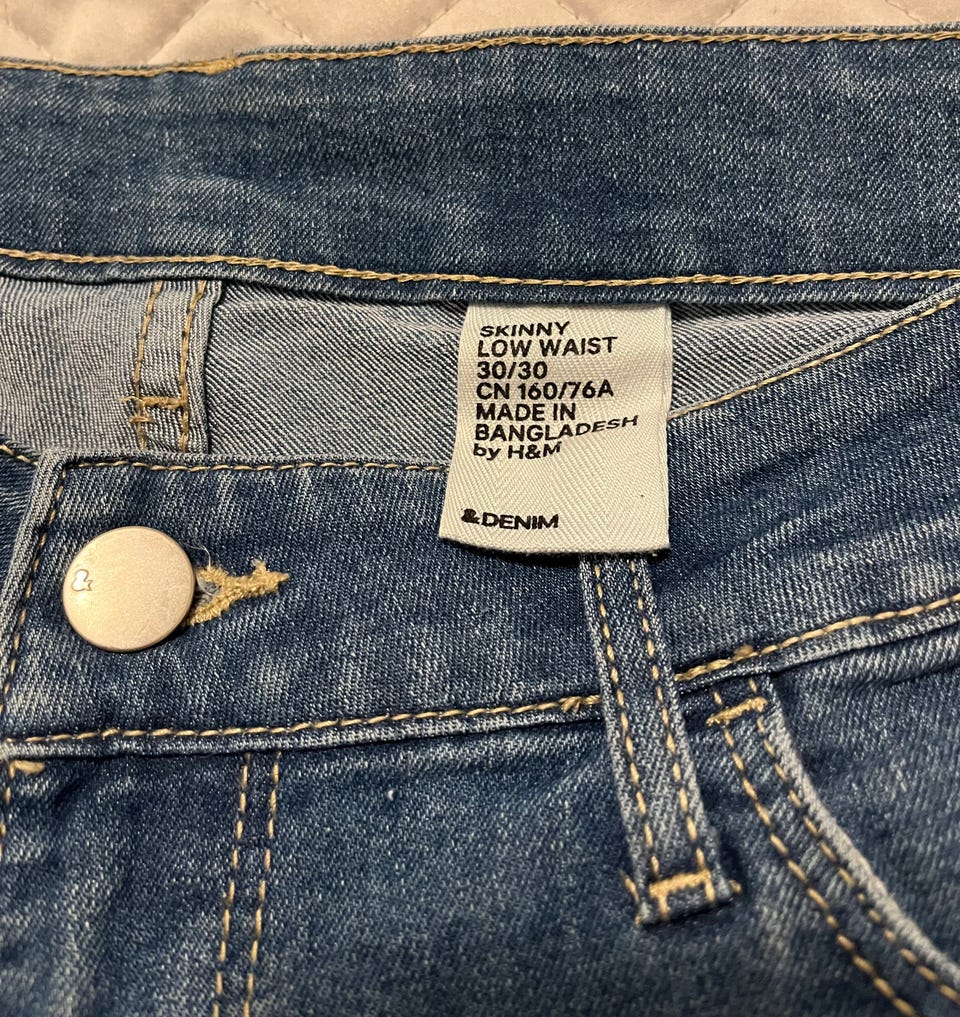 SKINNY
LOW WAIST
30/30
CN 160/76A
MADE IN
BANGLADESH
by H&M
&DENIM
&